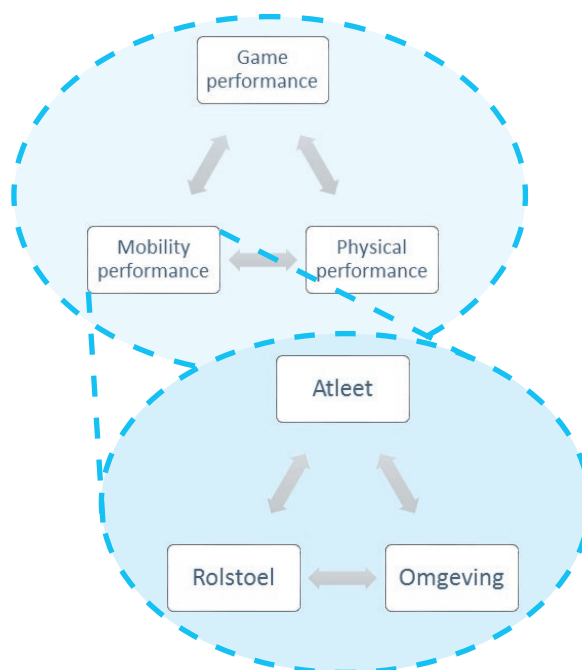 Game
performance
Mobility
performance
Physical
performance
Atleet
Rolstoel
Omgeving